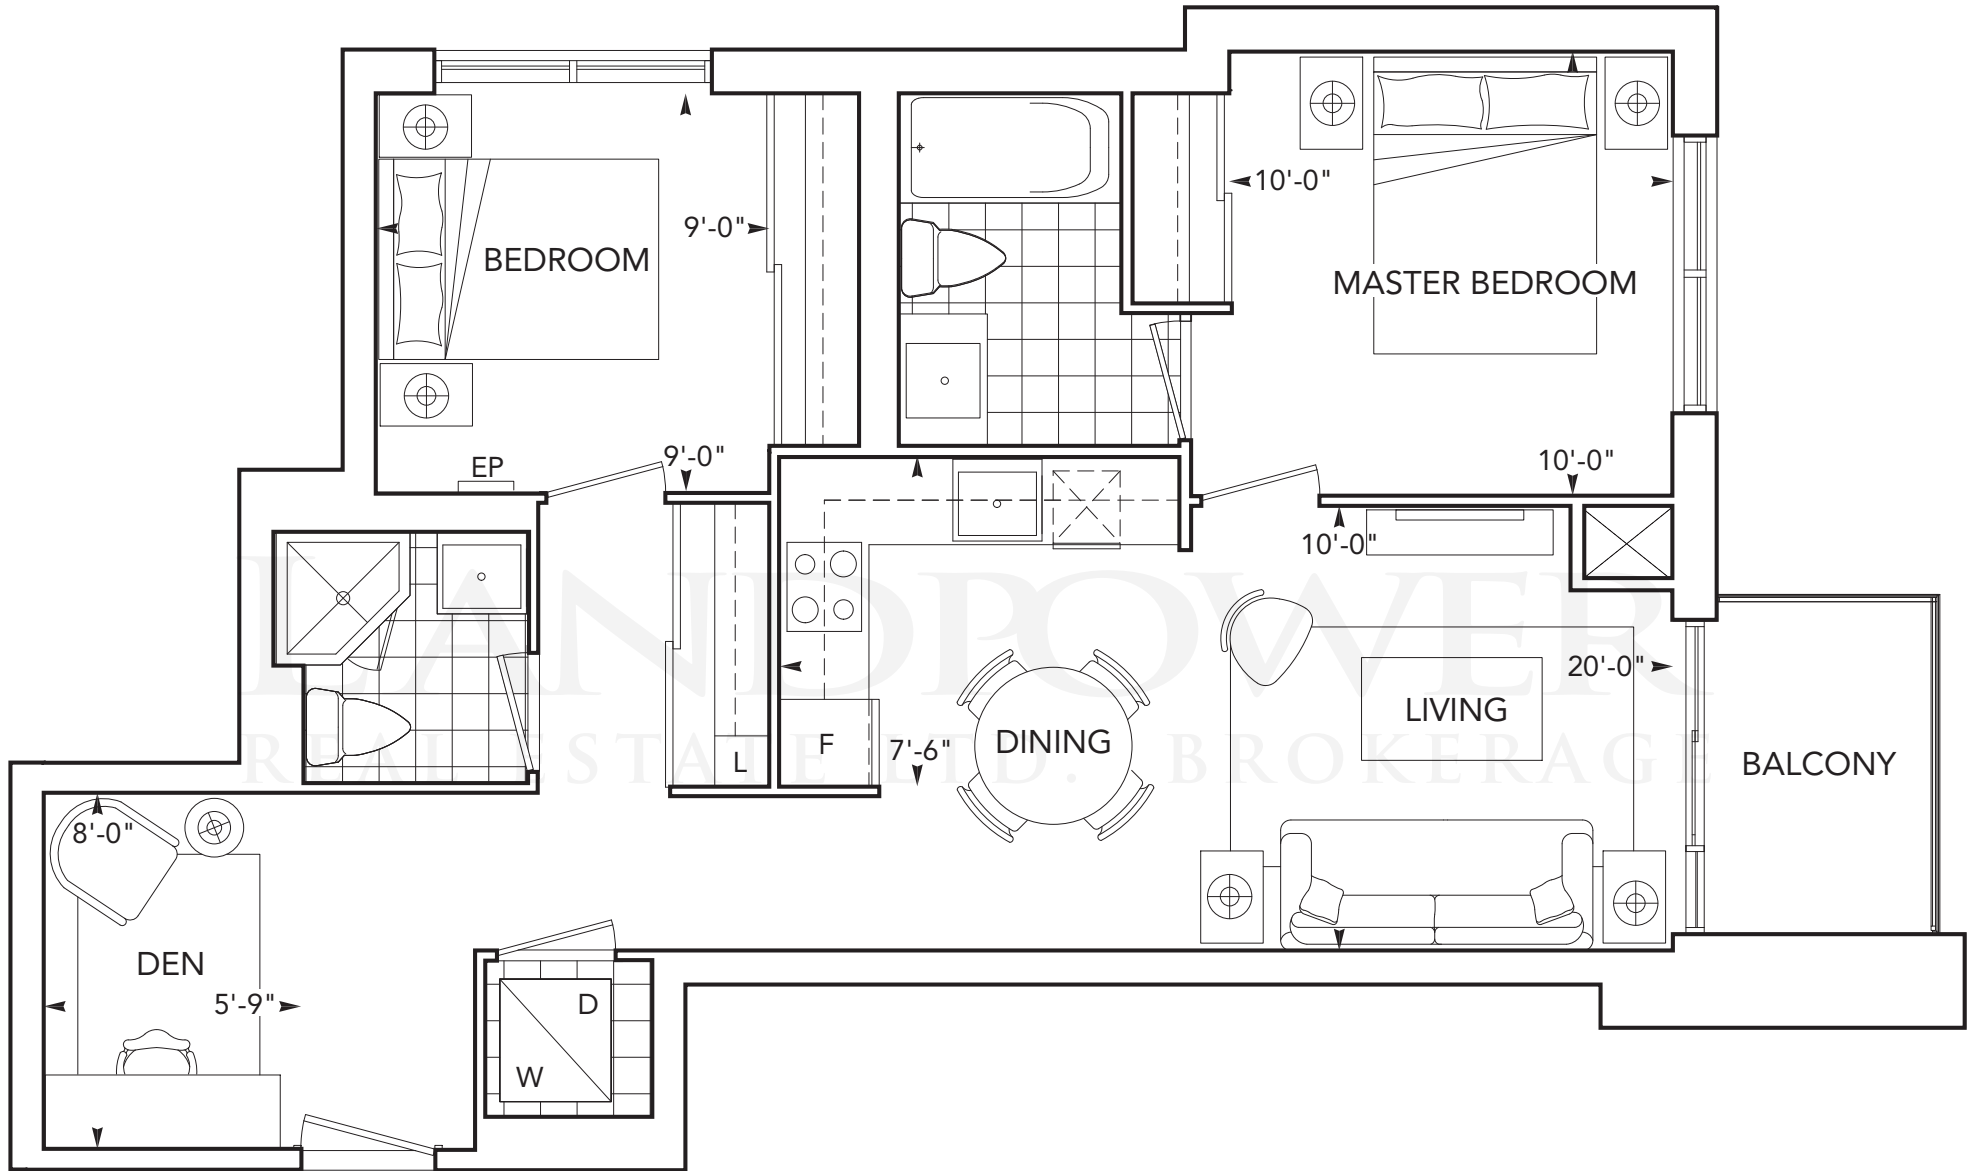 10'-0"
9'-0"
BEDROOM
MASTER BEDROOM
9'-0"
10'-0"
EP
10'-0"
20'-0"
LANDPOWER
LIVING
DINING
F
7'-6"
L
REAL ESTATE LTD. BROKERAGE
BALCONY
8'-0"
DEN
5'-9"
D
W